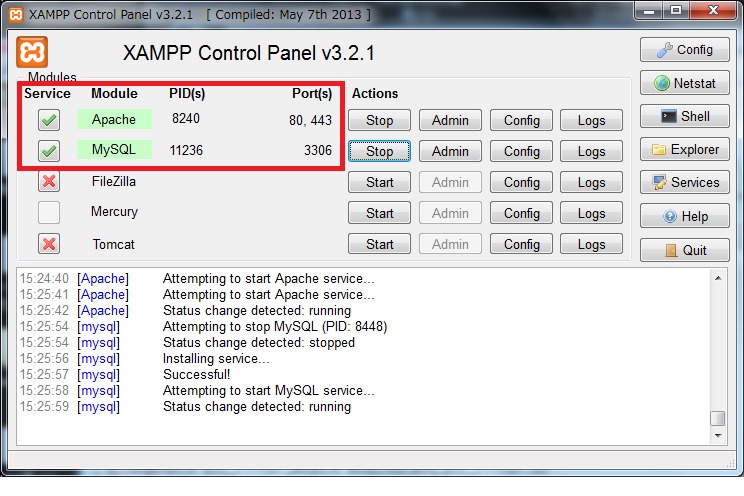 XAMPP Control Panel v3.2.1 [ Compiled: May 7th 2013 ]
XAMPP Control Panel v3.2.1
Config
Modules
Service Module PID(s) Port(s) Actions
Netstat
Apache 8240 80, 443 Stop Admin Config Logs
Shell
MySQL 11236 3306 Stop Admin Config Logs
Explorer
FileZilla Start Admin Config Logs
Services
Mercury Start Admin Config Logs
Help
Tomcat Start Admin Config Logs
Quit
15:24:40 [Apache] Attempting to start Apache service...
15:25:41 [Apache] Attempting to start Apache service...
15:25:42 [Apache] Status change detected: running
15:25:54 [mysql] Attempting to stop MySQL (PID: 8448)
15:25:54 [mysql] Status change detected: stopped
15:25:56 [mysql] Installing service...
15:25:57 [mysql] Successful!
15:25:58 [mysql] Attempting to start MySQL service...
15:25:59 [mysql] Status change detected: running